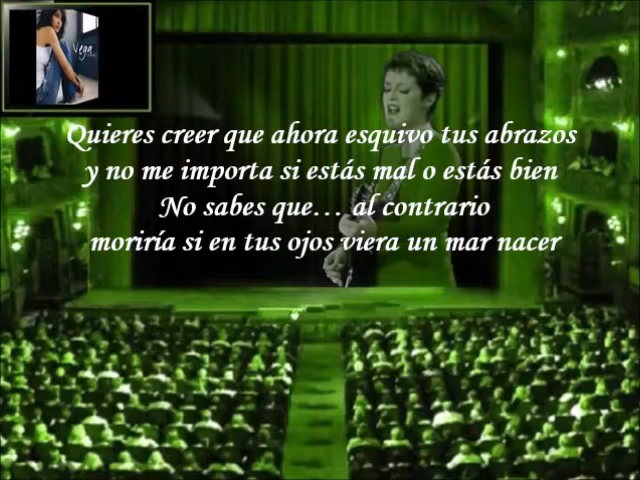 Vega
Quieres creer que ahora esquivo tus abrazos
y no me importa si estás mal o estás bien
No sabes que… al contrario
moriría si en tus ojos viera un mar nacer